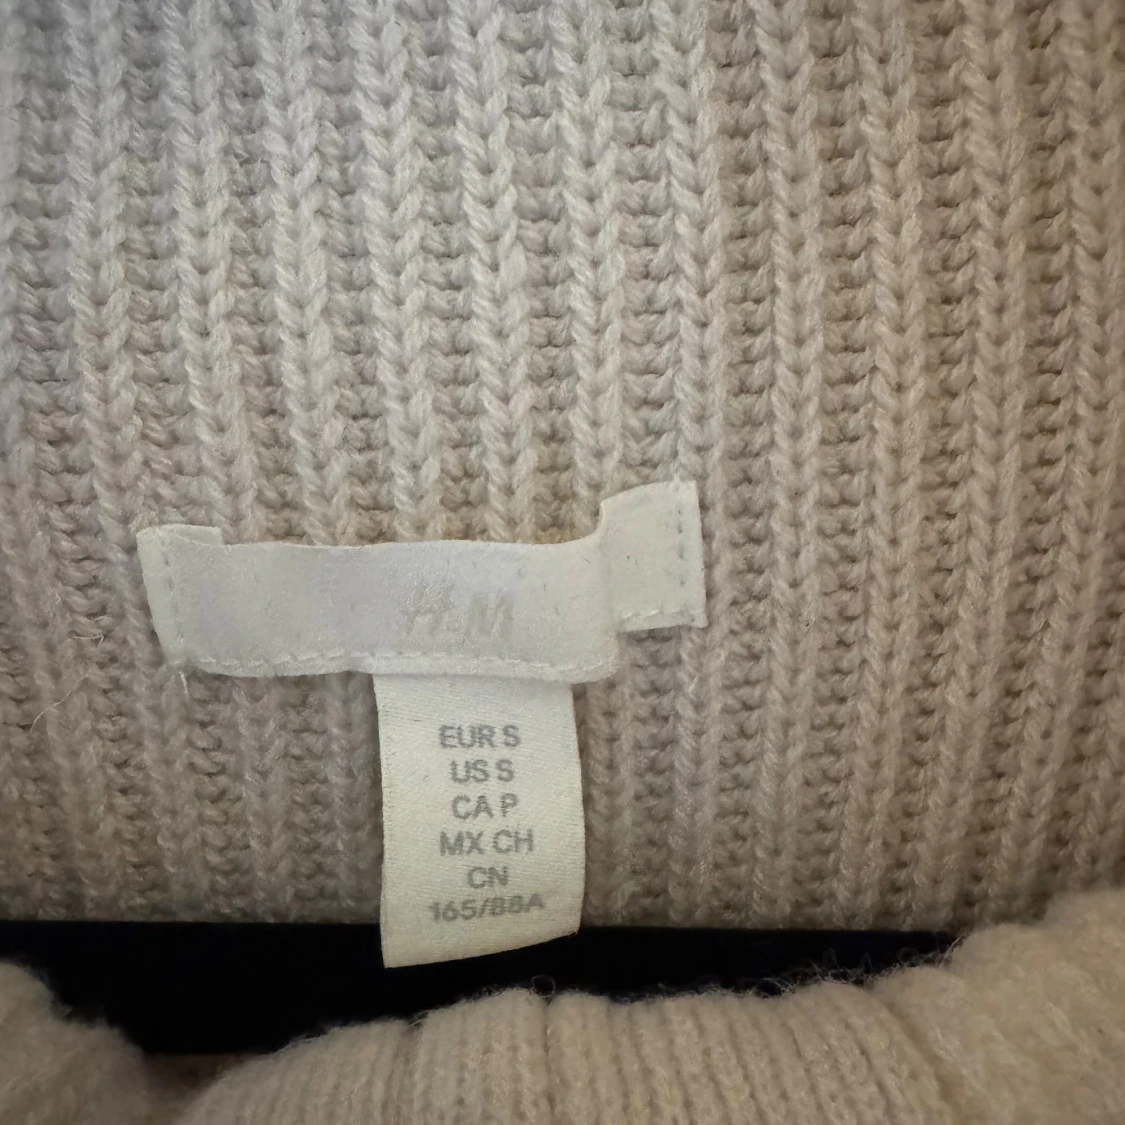 H&M
EUR S
US S
CA P
MX CH
CN
165/88A